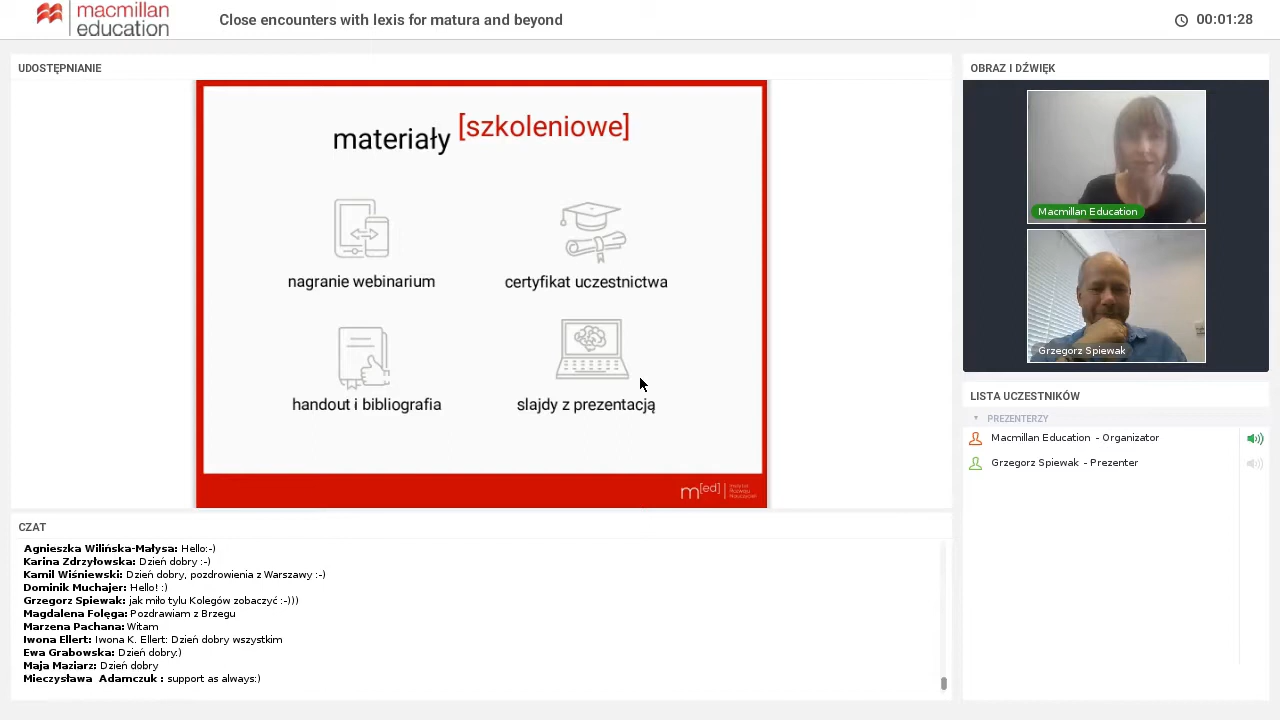 macmillan
education
Close encounters with lexis for matura and beyond
00:01:28
UDOSTĘPNIANIE
materiały [szkoleniowe]
nagranie webinarium
certyfikat uczestnictwa
handout i bibliografia
slajdy z prezentacją
m[ed]
Instytut
Rozwoju
Nauczycieli
OBRAZ I DŹWIĘK
Macmillan Education
Grzegorz Spiewak
LISTA UCZESTNIKÓW
PREZENTERZY
Macmillan Education - Organizator
Grzegorz Spiewak - Prezenter
CZAT
Agnieszka Wilińska-Małysa: Hello:-)
Karina Zdrzyłowska: Dzień dobry :-)
Kamil Wiśniewski: Dzień dobry, pozdrowienia z Warszawy :-)
Dominik Muchajer: Hello! :)
Grzegorz Spiewak: jak miło tylu Kolegów zobaczyć :-)))
Magdalena Folęga: Pozdrawiam z Brzegu
Marzena Pachana: Witam
Iwona Ellert: Iwona K. Ellert: Dzień dobry wszystkim
Ewa Grabowska: Dzień dobry:)
Maja Maziarz: Dzień dobry
Mieczysława Adamczuk : support as always:)